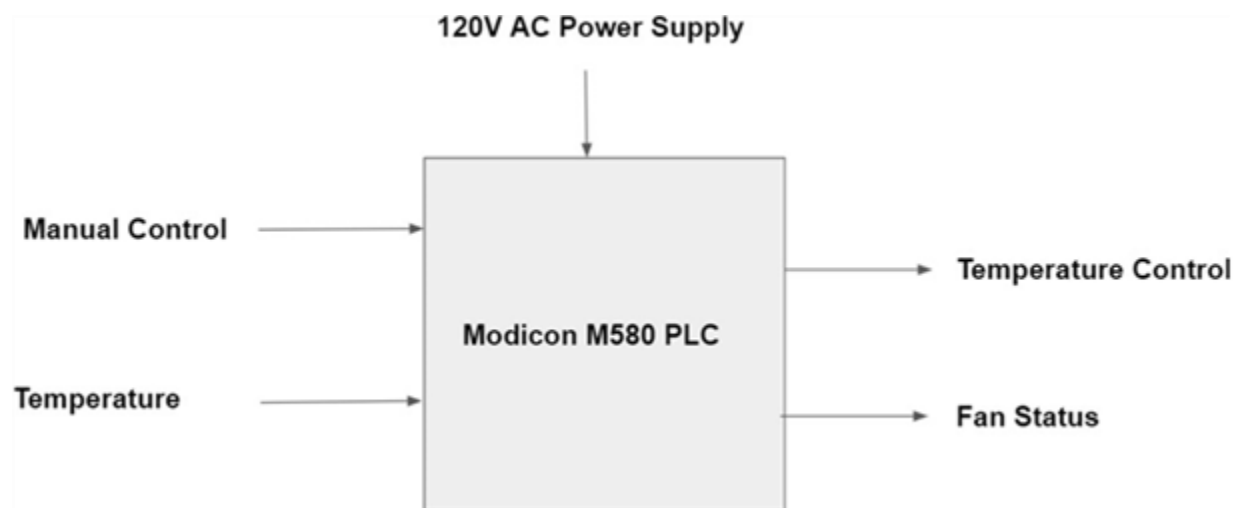 120V AC Power Supply
Manual Control
Temperature Control
Modicon M580 PLC
Temperature
Fan Status